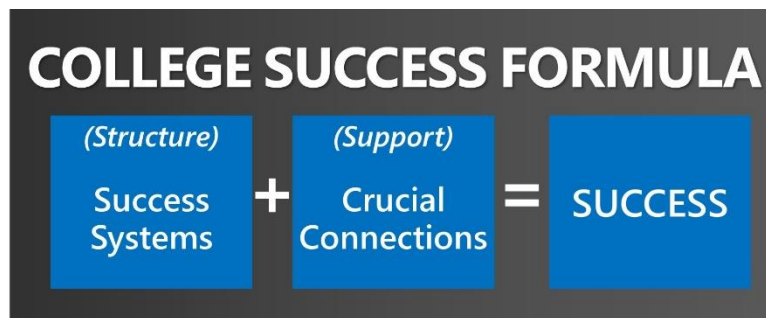 COLLEGE SUCCESS FORMULA
(Structure)
Success
Systems
+
(Support)
Crucial
Connections
=
SUCCESS